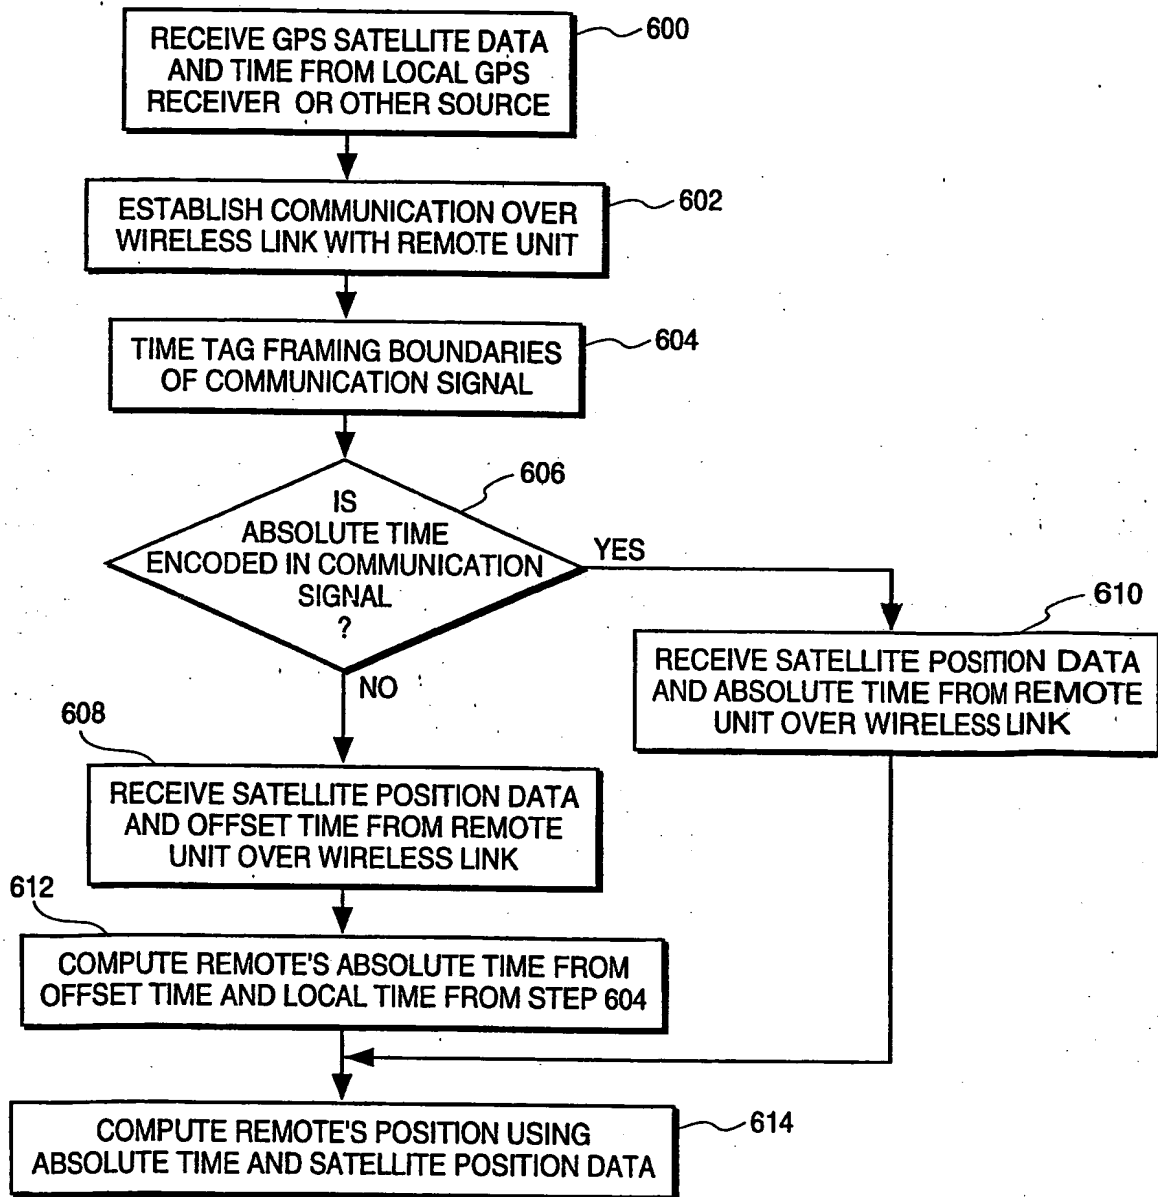 RECEIVE GPS SATELLITE DATA
AND TIME FROM LOCAL GPS
RECEIVER OR OTHER SOURCE
600
ESTABLISH COMMUNICATION OVER
WIRELESS LINK WITH REMOTE UNIT
602
TIME TAG FRAMING BOUNDARIES
OF COMMUNICATION SIGNAL
604
606
IS
ABSOLUTE TIME
ENCODED IN COMMUNICATION
SIGNAL
?
YES
NO
610
RECEIVE SATELLITE POSITION DATA
AND ABSOLUTE TIME FROM REMOTE
UNIT OVER WIRELESS LINK
608
RECEIVE SATELLITE POSITION DATA
AND OFFSET TIME FROM REMOTE
UNIT OVER WIRELESS LINK
612
COMPUTE REMOTE'S ABSOLUTE TIME FROM
OFFSET TIME AND LOCAL TIME FROM STEP 604
COMPUTE REMOTE'S POSITION USING
ABSOLUTE TIME AND SATELLITE POSITION DATA
614